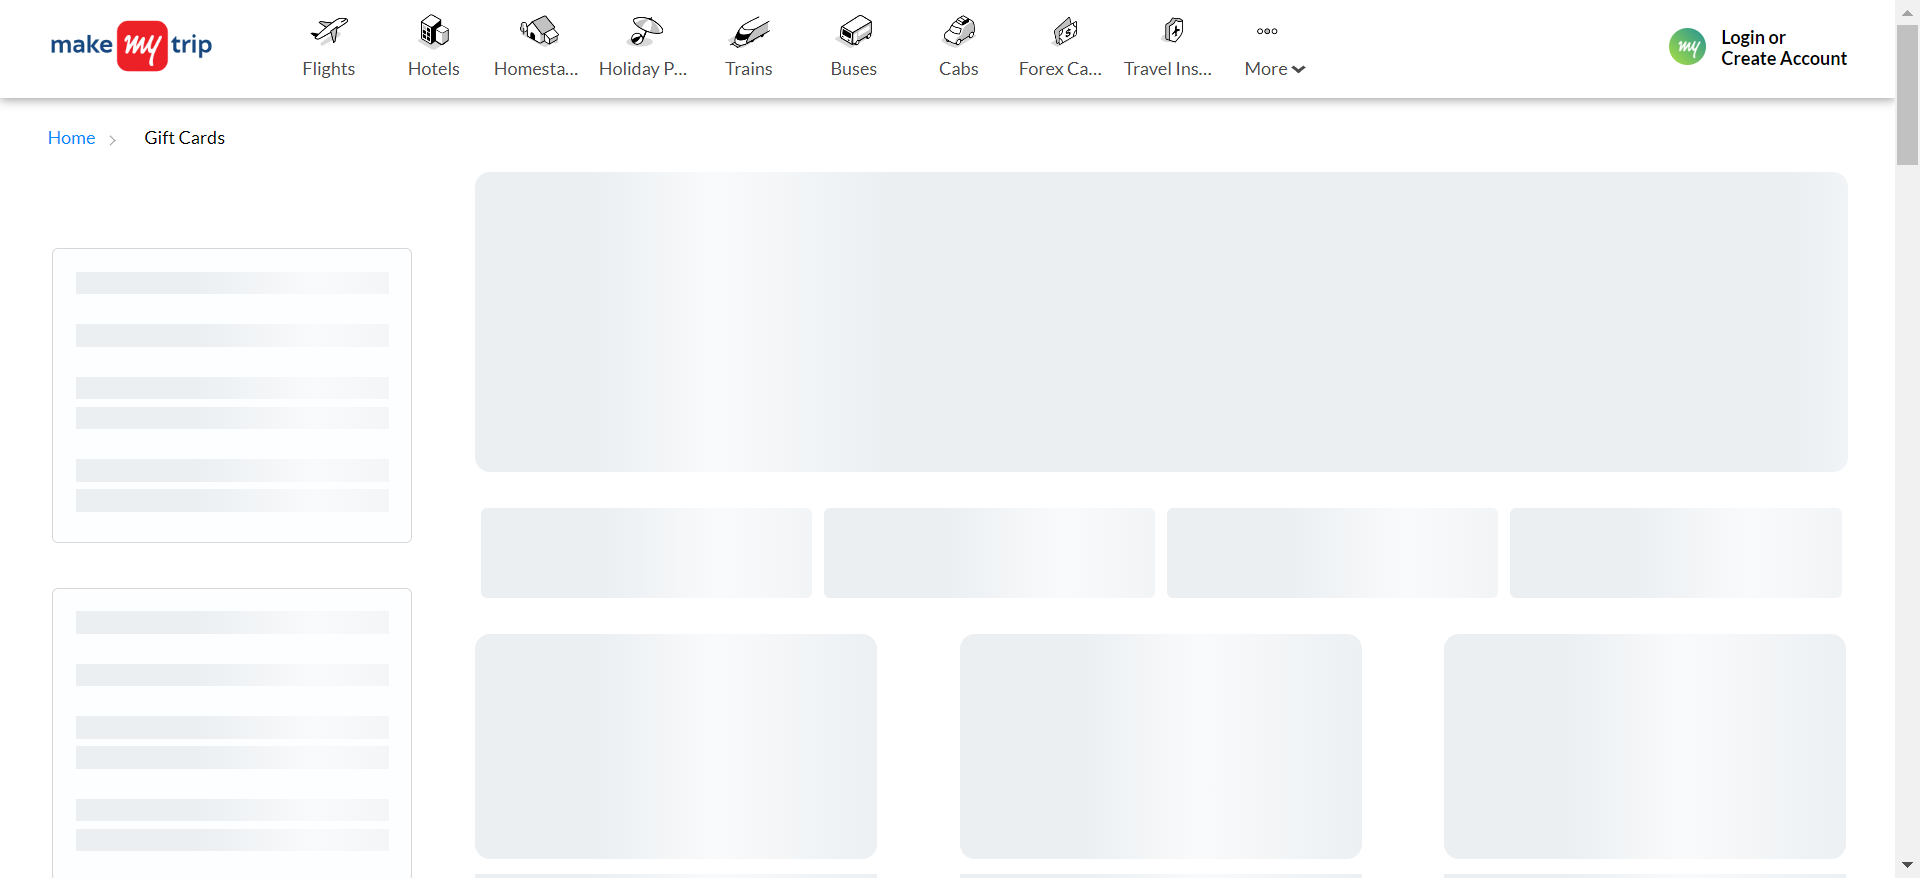 make my trip
Flights
Hotels
Homesta...
Holiday P...
Trains
Buses
Cabs
Forex Ca...
Travel Ins...
More
my
Login or
Create Account
Home
Gift Cards